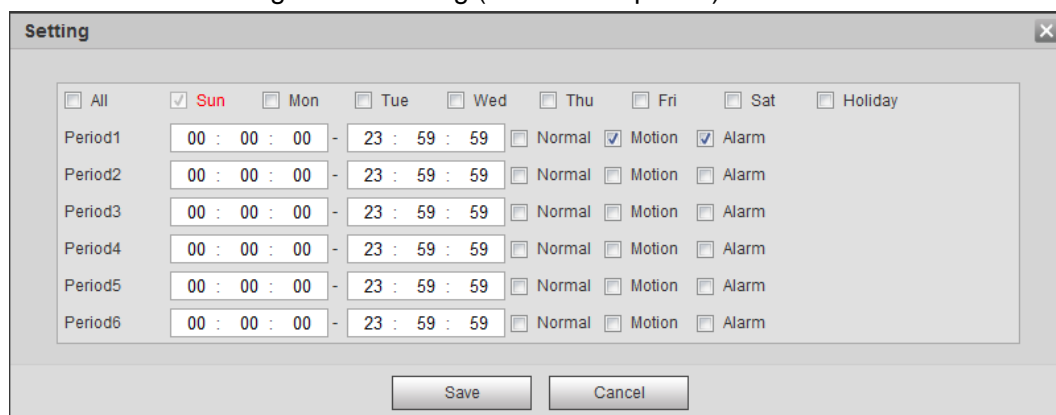 Setting
All Sun Mon Tue Wed Thu Fri Sat Holiday
Period1 00 : 00 : 00 - 23 : 59 : 59 Normal Motion Alarm
Period2 00 : 00 : 00 - 23 : 59 : 59 Normal Motion Alarm
Period3 00 : 00 : 00 - 23 : 59 : 59 Normal Motion Alarm
Period4 00 : 00 : 00 - 23 : 59 : 59 Normal Motion Alarm
Period5 00 : 00 : 00 - 23 : 59 : 59 Normal Motion Alarm
Period6 00 : 00 : 00 - 23 : 59 : 59 Normal Motion Alarm
Save Cancel